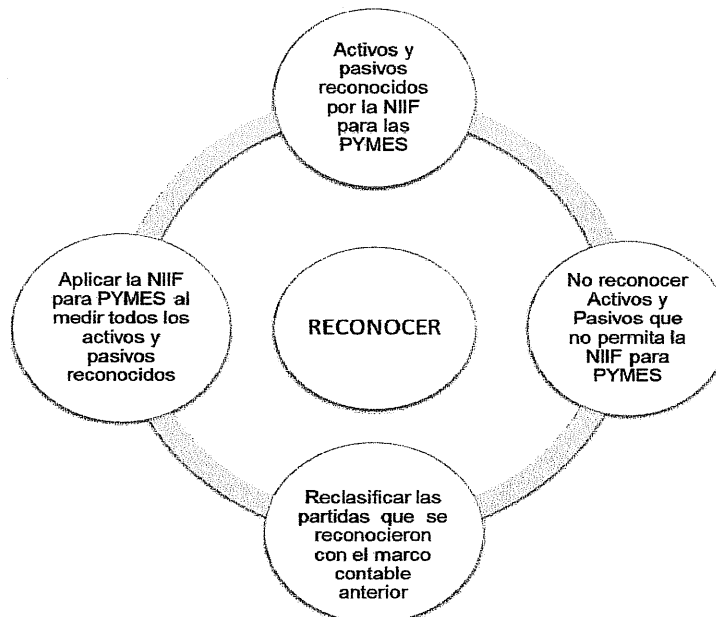 Activos y
pasivos
reconocidos
por la NIIF
para las
PYMES
Aplicar la NIIF
para PYMES al
medir todos los
activos y
pasivos
reconocidos
RECONOCER
No reconocer
Activos y
Pasivos que
no permita la
NIIF para
PYMES
Reclasificar las
partidas que se
reconocieron
con el marco
contable
anterior